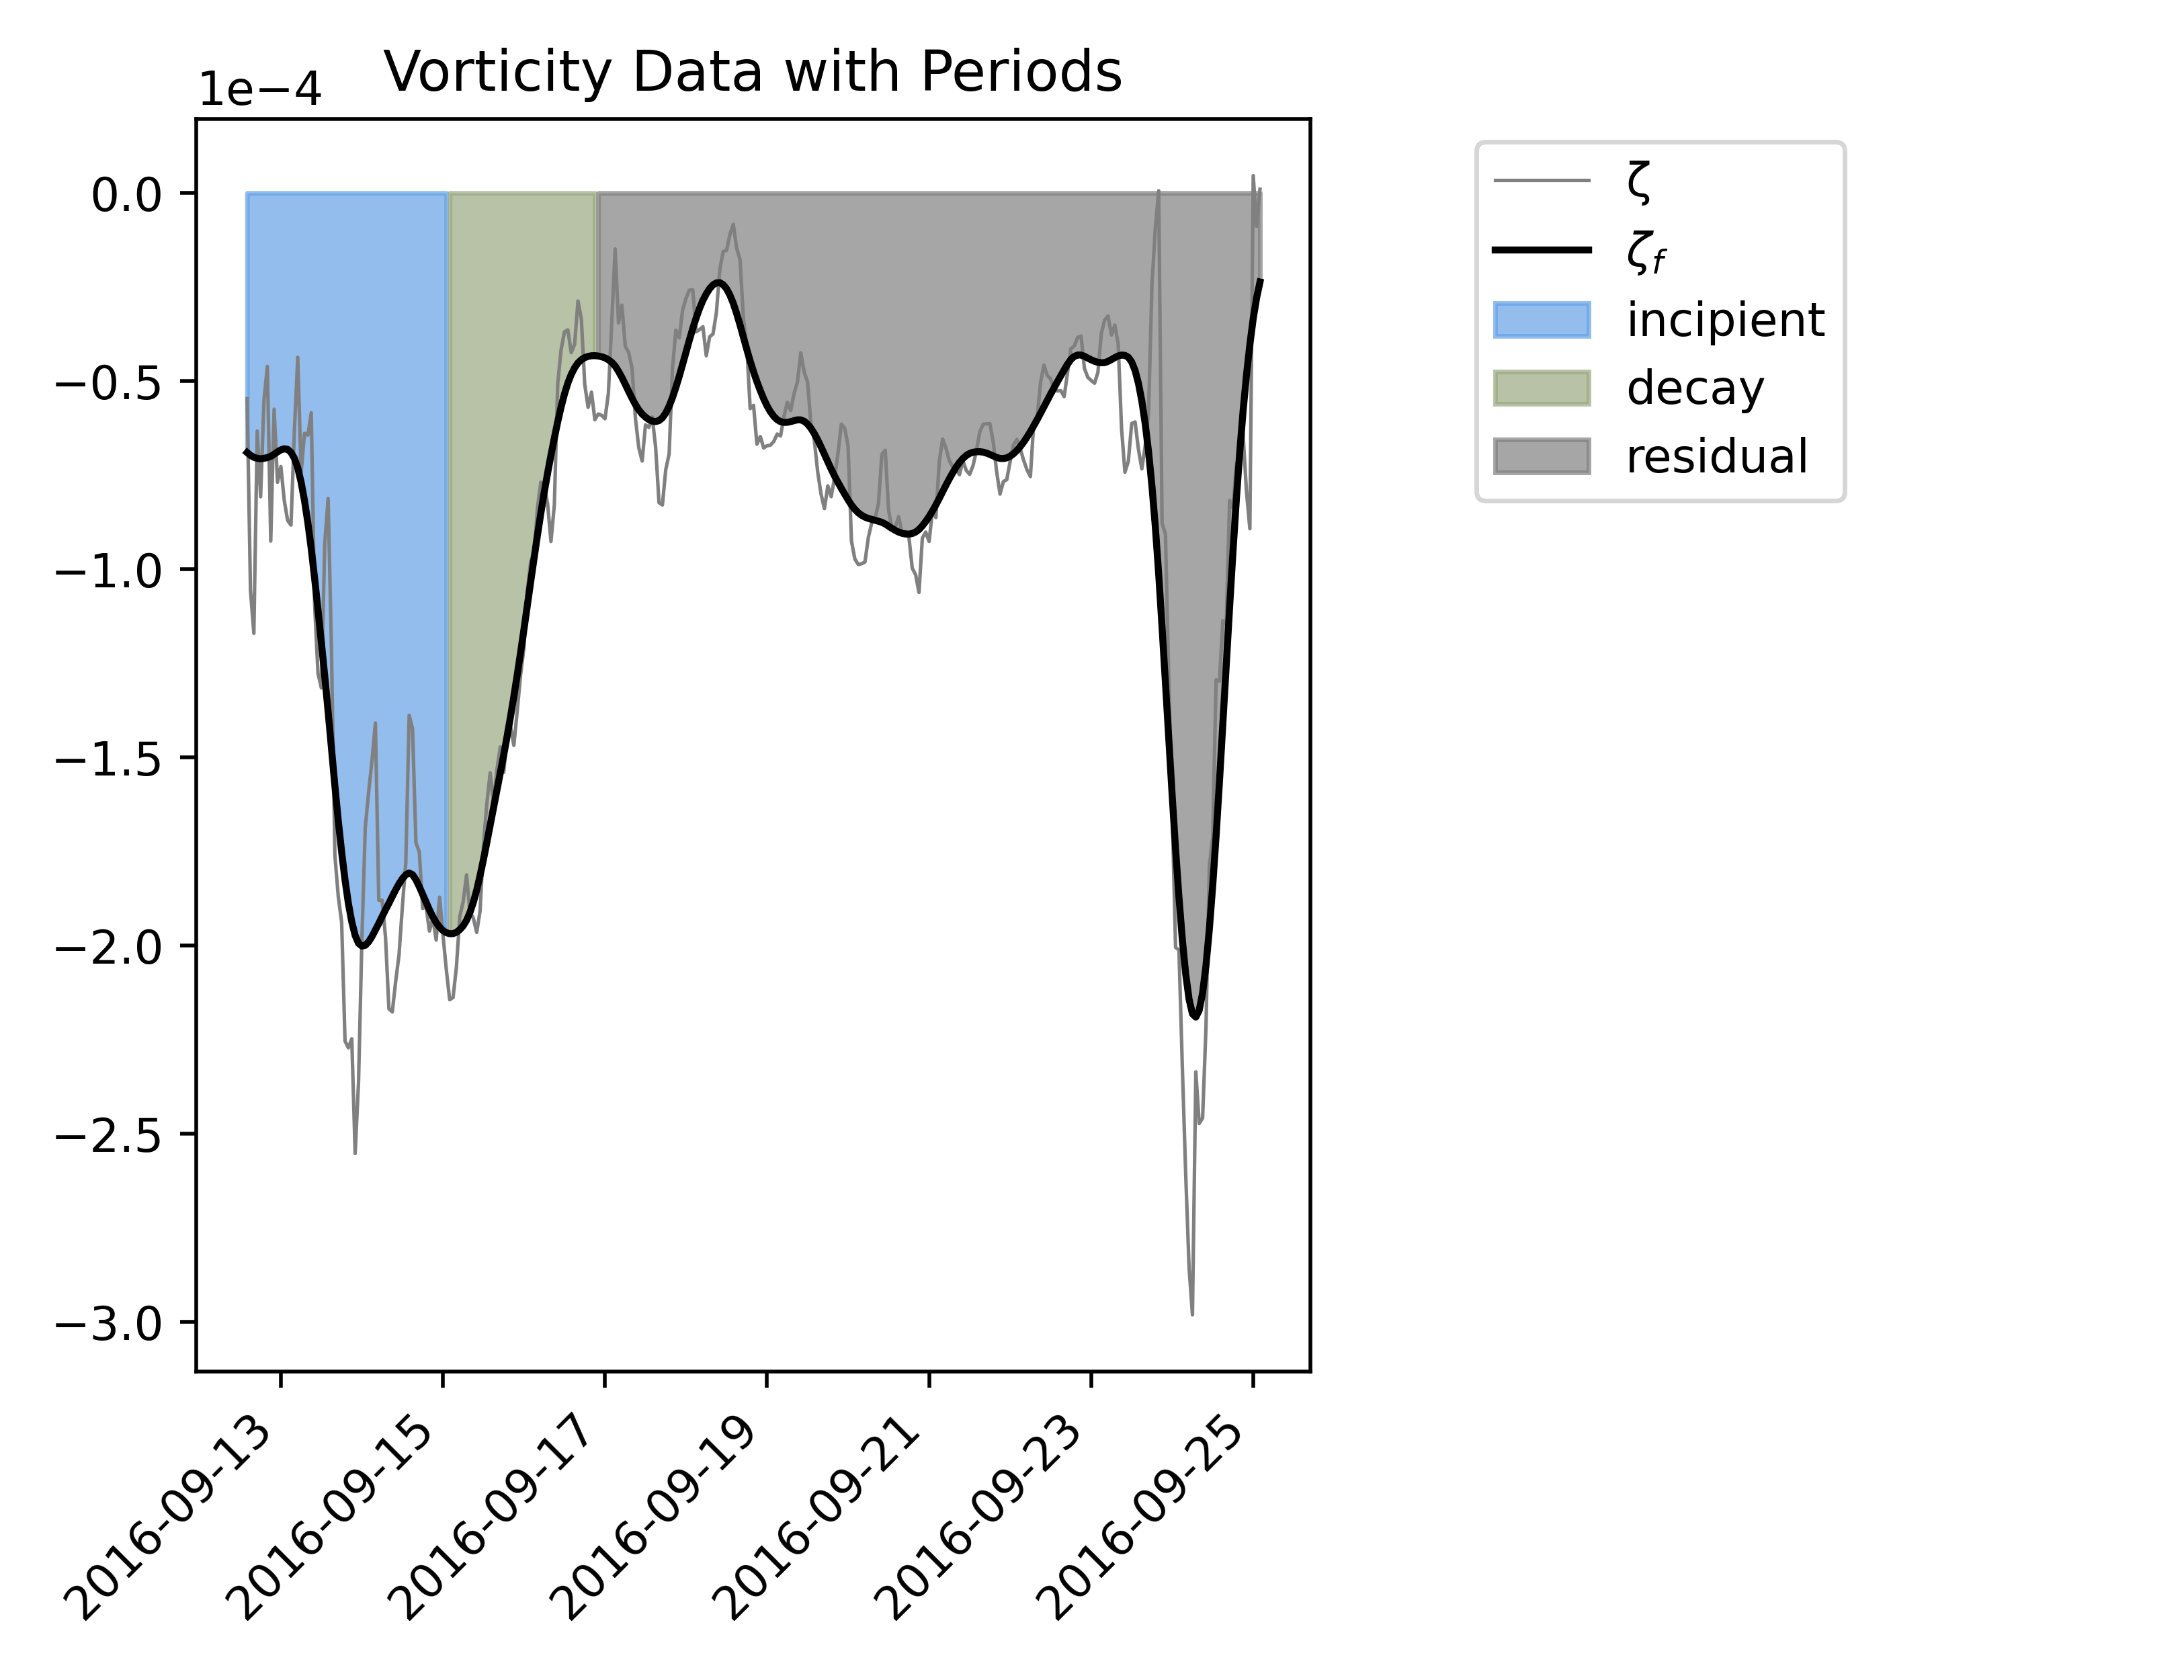 Vorticity Data with Periods
1e−4
0.0
−0.5
−1.0
−1.5
−2.0
−2.5
−3.0
2016-09-13
2016-09-15
2016-09-17
2016-09-19
2016-09-21
2016-09-23
2016-09-25
ζ
ζf
incipient
decay
residual